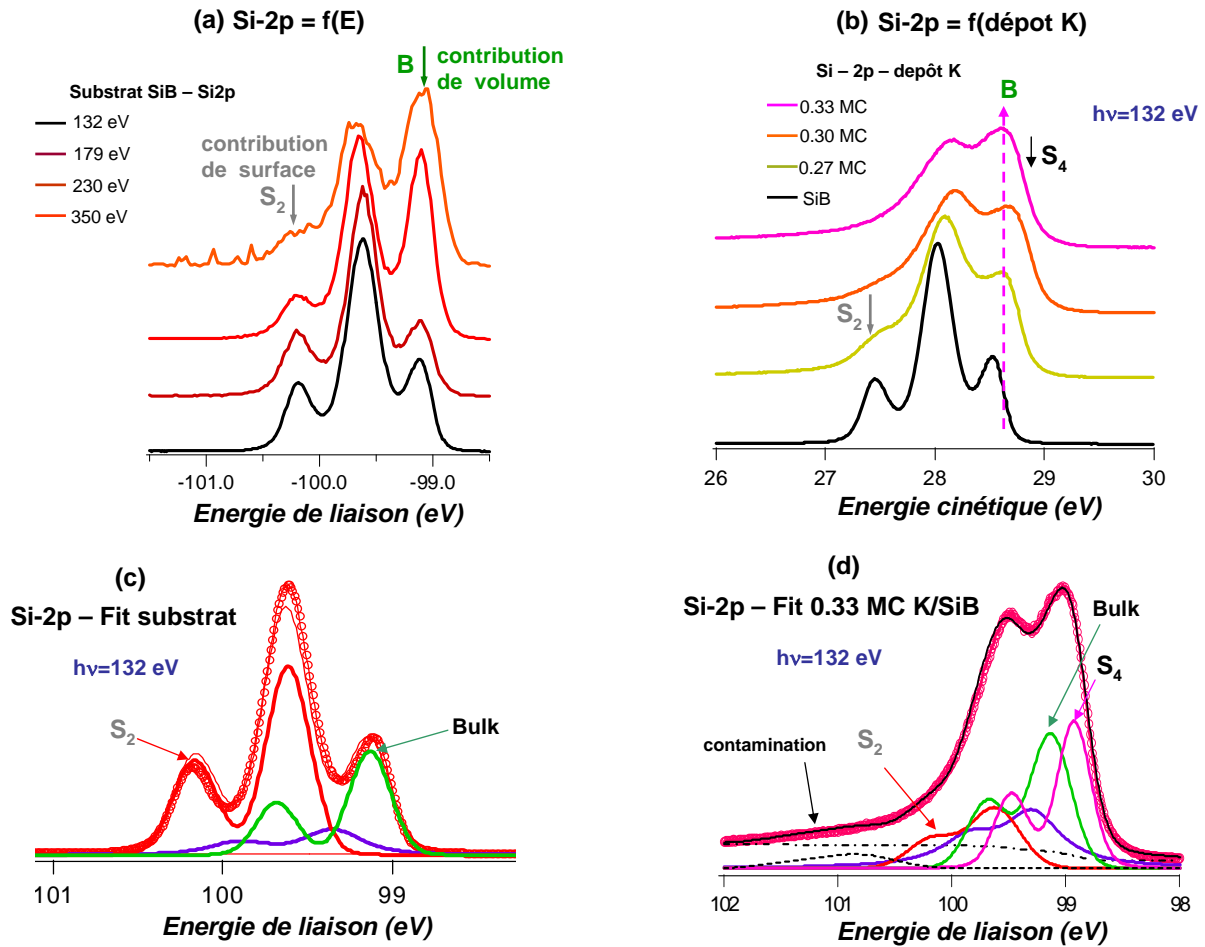 (a) Si-2p = f(E)
B
contribution
de volume
Substrat SiB – Si2p
132 eV
179 eV
230 eV
350 eV
contribution
de surface
S2
-101.0
-100.0
-99.0
Energie de liaison (eV)
(b) Si-2p = f(dépot K)
Si – 2p – depôt K
0.33 MC
0.30 MC
0.27 MC
SiB
B
hν=132 eV
S4
S2
26
27
28
29
30
Energie cinétique (eV)
(c)
Si-2p – Fit substrat
hν=132 eV
S2
Bulk
101
100
99
Energie de liaison (eV)
(d)
Si-2p – Fit 0.33 MC K/SiB
Bulk
hν=132 eV
S4
S2
contamination
102
101
100
99
98
Energie de liaison (eV)